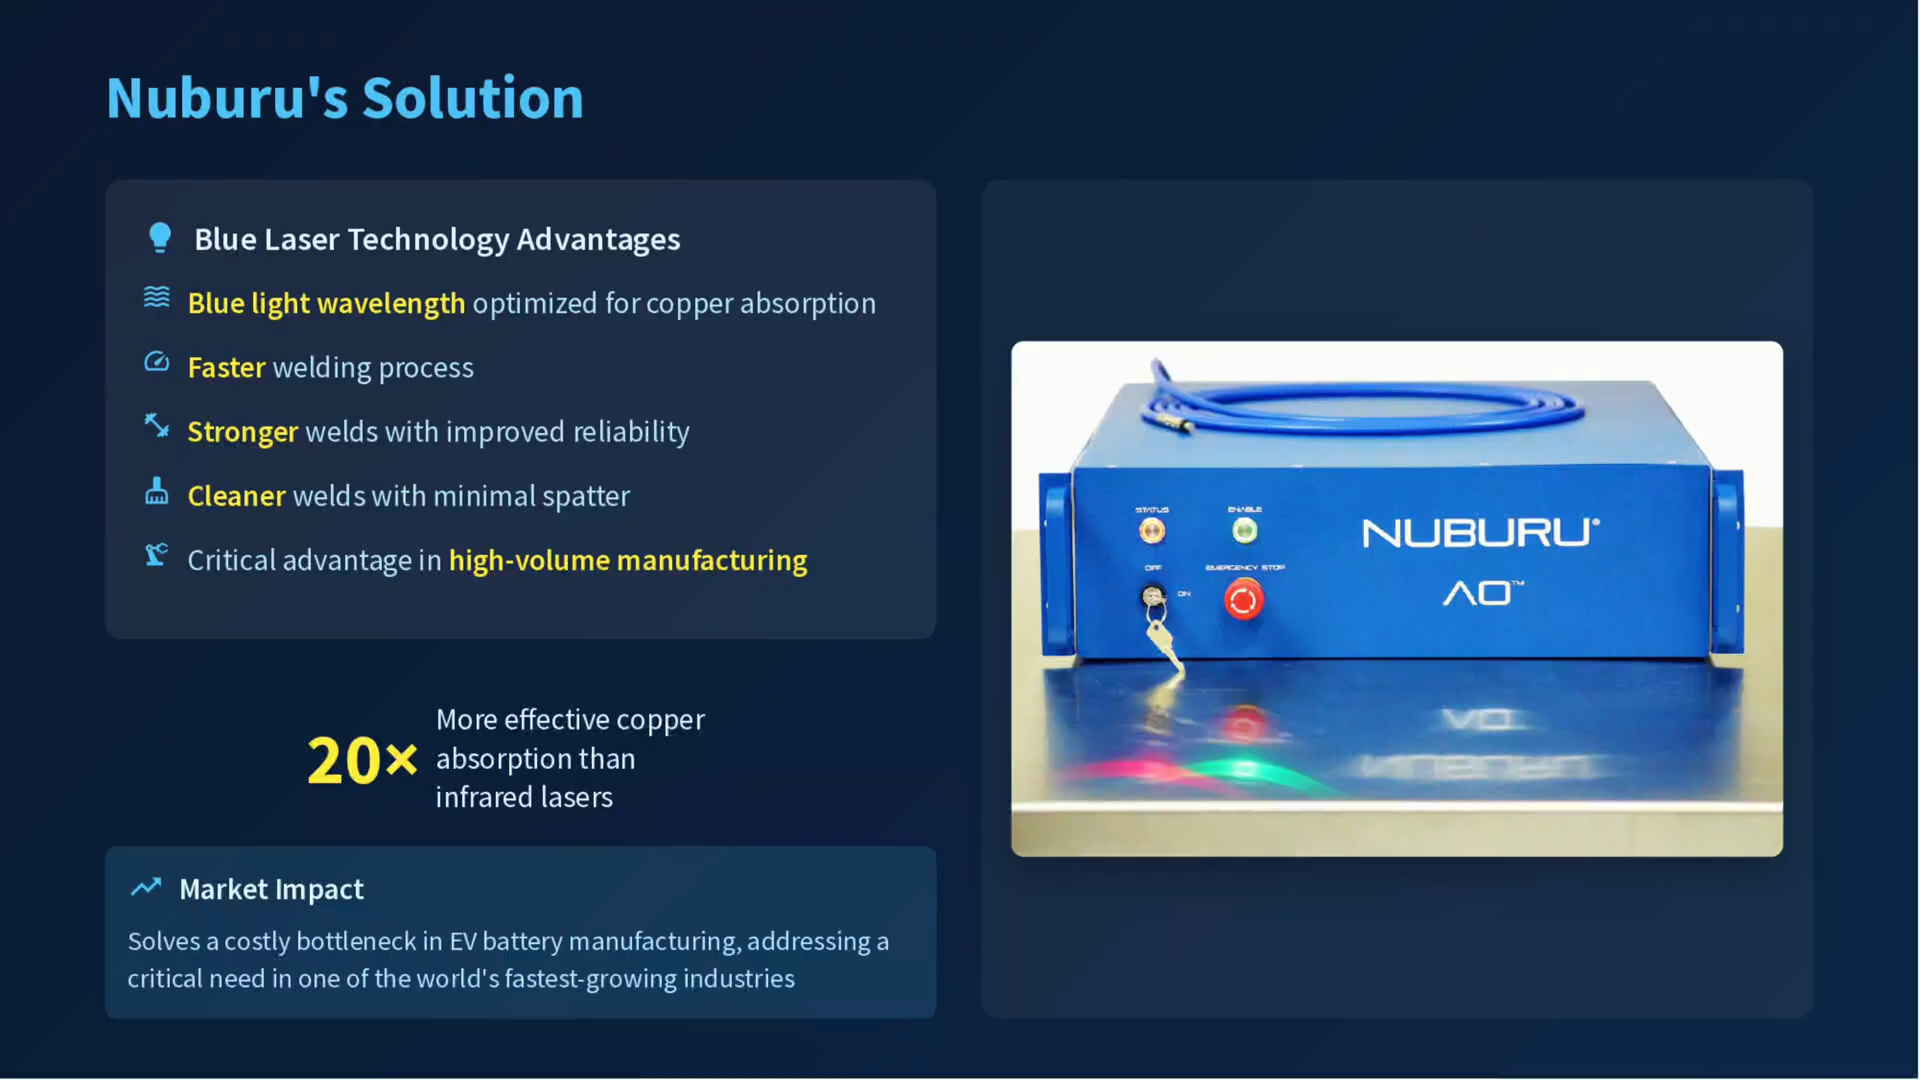 Nuburu's Solution
Blue Laser Technology Advantages
Blue light wavelength optimized for copper absorption
Faster welding process
Stronger welds with improved reliability
Cleaner welds with minimal spatter
Critical advantage in high-volume manufacturing
20×
More effective copper
absorption than
infrared lasers
Market Impact
Solves a costly bottleneck in EV battery manufacturing, addressing a
critical need in one of the world's fastest-growing industries
STATUS
ENABLE
OFF
ON
EMERGENCY STOP
NUBURU®
AO™